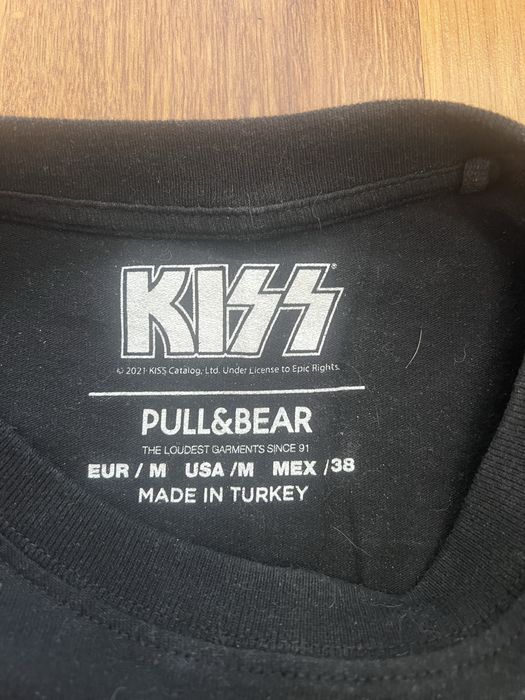 KISS®
© 2021 KISS Catalog, Ltd. Under License to Epic Rights.
PULL&BEAR
THE LOUDEST GARMENTS SINCE 91
EUR / M USA /M MEX /38
MADE IN TURKEY